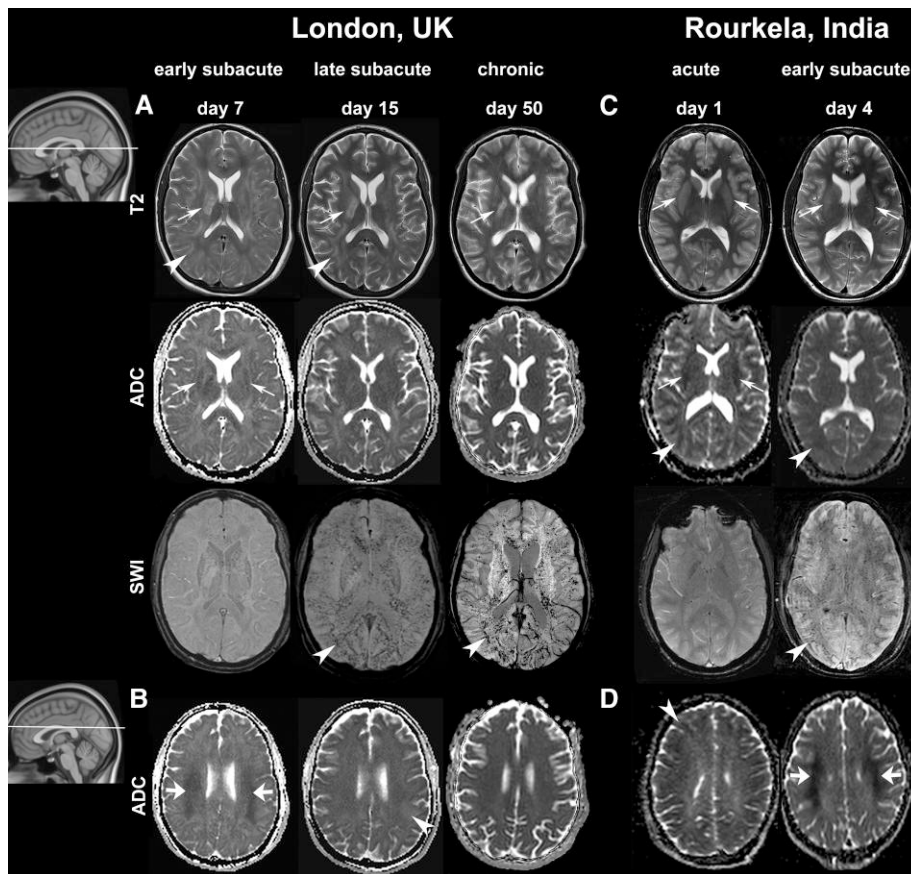 London, UK
Rourkela, India
early subacute
late subacute
chronic
acute
early subacute
A
day 7
day 15
day 50
C
day 1
day 4
T2
ADC
SWI
B
D
ADC